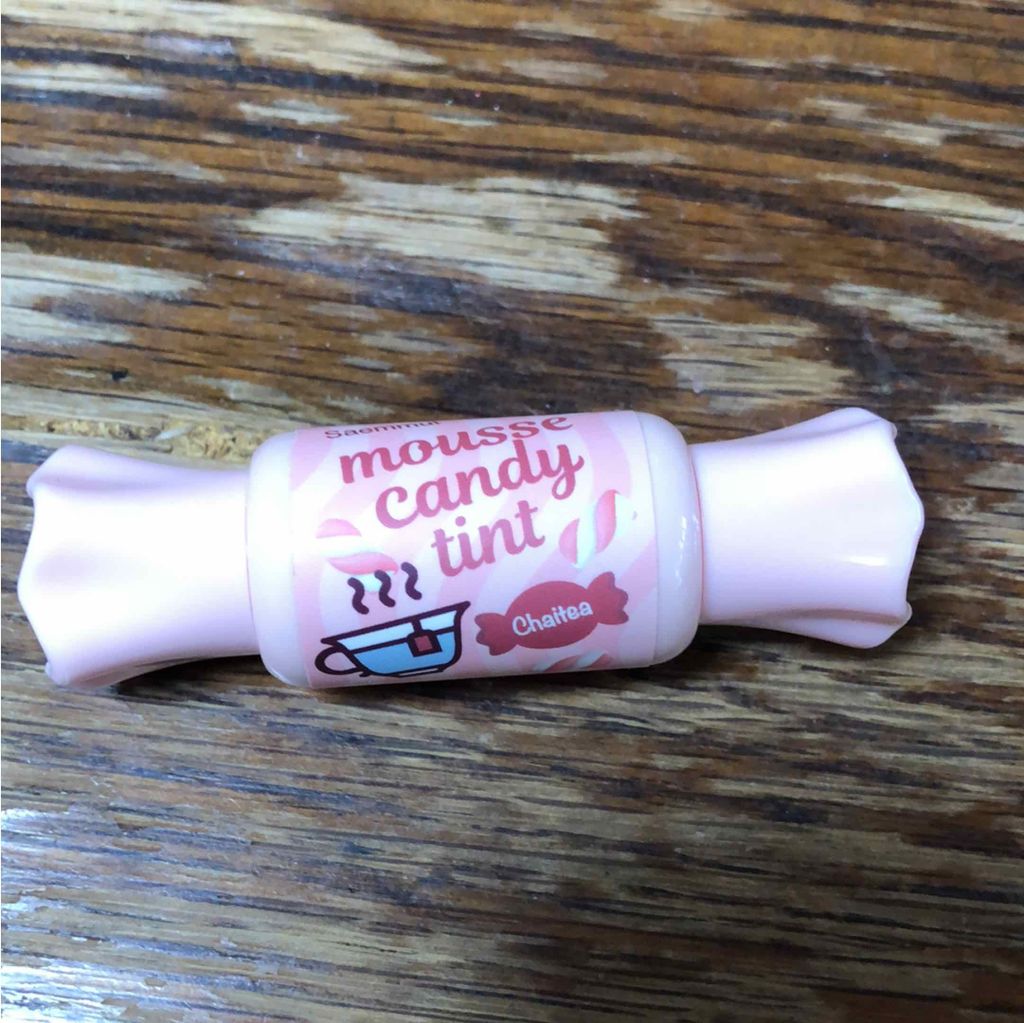 Saemmul
mousse
candy
tint
Chaitea